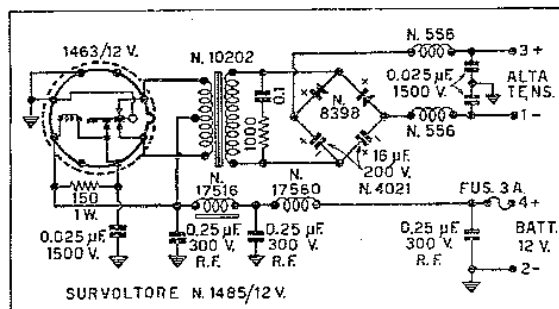 1463/12 V.
N. 10202
N. 556
3+
0.1
1000
N.
8398
0.025 µF.
1500 V.
ALTA
TENS.
N. 556
1-
16 µF.
200 V.
N. 4021
150
1 W.
N.
17516
N.
17560
FUS. 3A.
4+
0.025 µF.
1500 V.
0,25 µF
300 V.
R.F.
0.25 µF.
300 V.
R.F.
0,25 µF
300 V.
R.F.
BATT.
12 V.
2-
SURVOLTORE N. 1485/12 V.